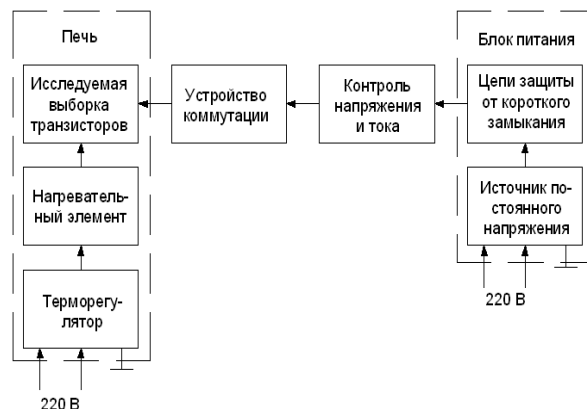 Печь
Исследуемая
выборка
транзисторов
Нагреватель-
ный элемент
Терморегу-
лятор
220 В
Устройство
коммутации
Контроль
напряжения
и тока
Блок питания
Цепи защиты
от короткого
замыкания
Источник по-
стоянного
напряжения
220 В